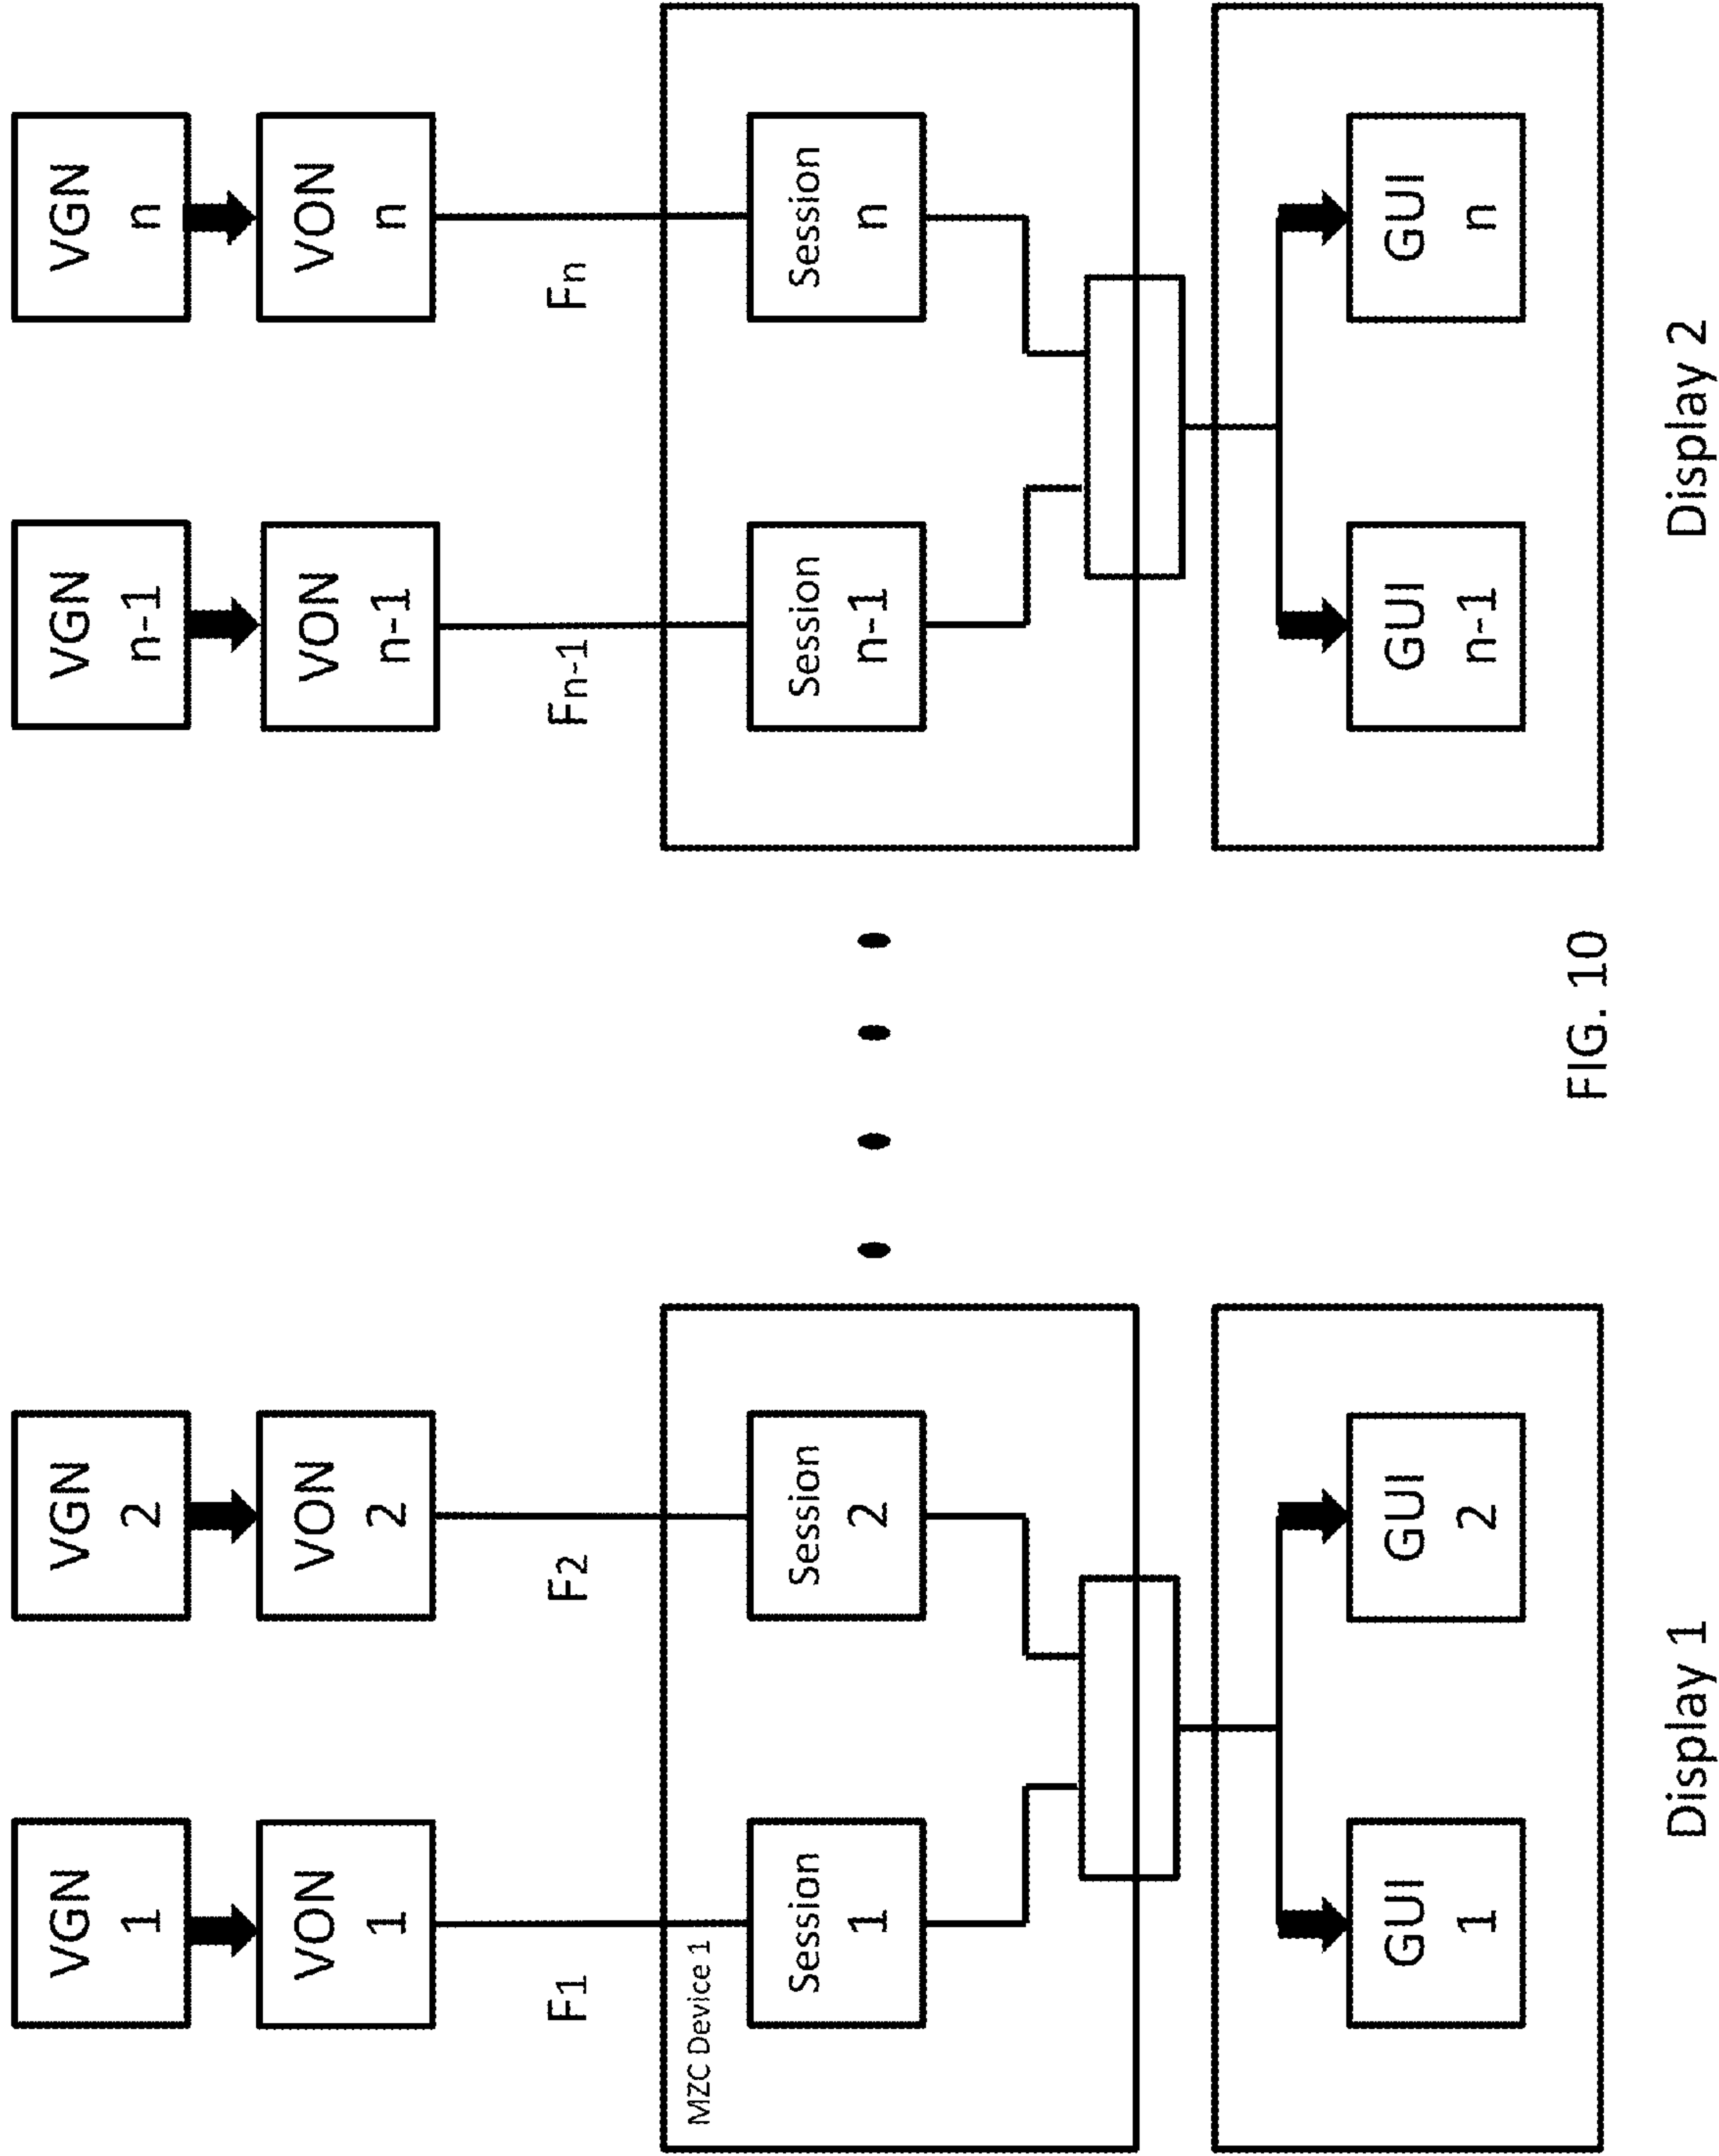 VGN
1
VGN
2
VGN
n-1
VGN
n
VON
1
VON
2
VON
n-1
VON
n
F1
F2
Fn-1
Fn
MZC Device 1
Session
1
Session
2
Session
n-1
Session
n
GUI
1
GUI
2
GUI
n-1
GUI
n
FIG. 10
Display 1
Display 2